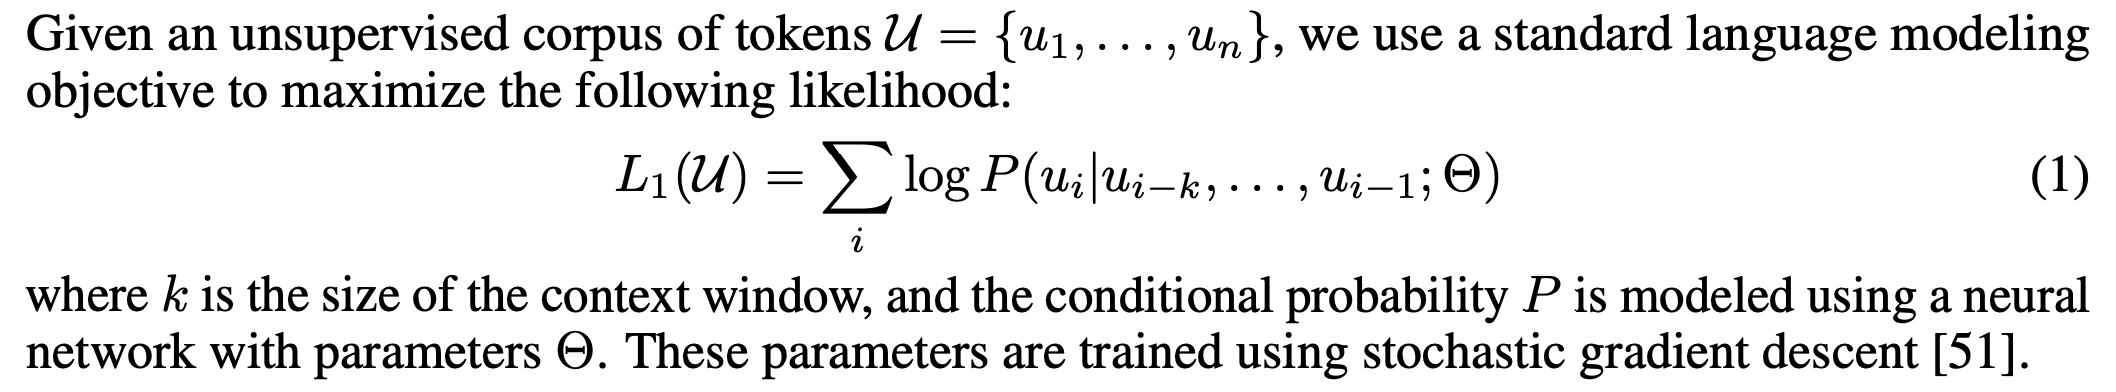 Given an unsupervised corpus of tokens 𝒰 = {u₁, . . . , uₙ}, we use a standard language modeling
objective to maximize the following likelihood:
L₁(𝒰) = ∑ᵢ log P(uᵢ|uᵢ₋ₖ, . . . , uᵢ₋₁; Θ) (1)
where k is the size of the context window, and the conditional probability P is modeled using a neural
network with parameters Θ. These parameters are trained using stochastic gradient descent [51].